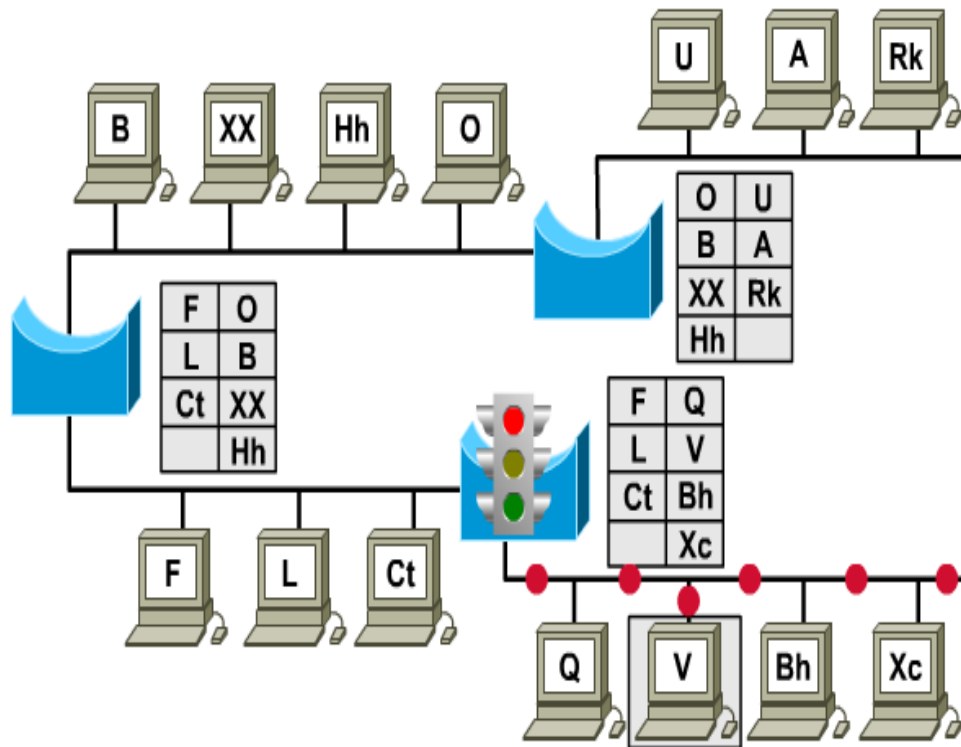 U A Rk
B XX Hh O
O U
B A
XX Rk
Hh
F O
L B
Ct XX
Hh
F Q
L V
Ct Bh
Xc
F L Ct
Q V Bh Xc